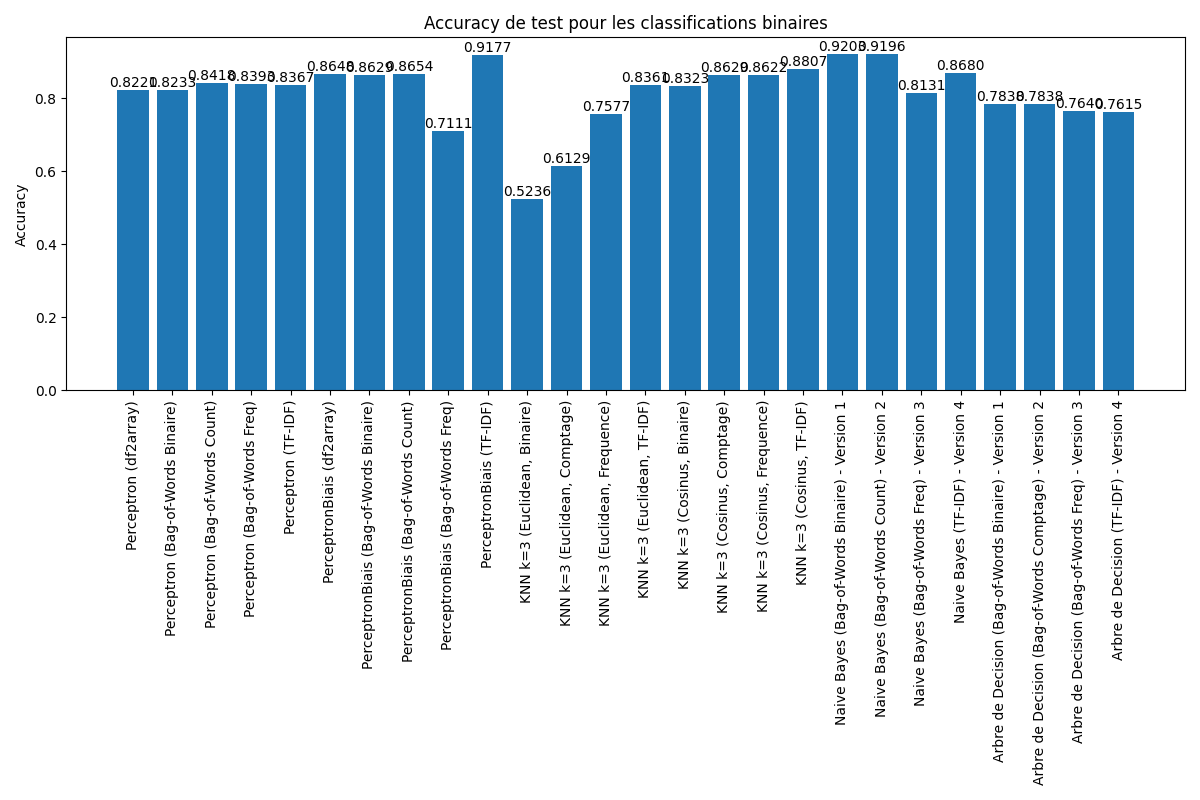 Accuracy de test pour les classifications binaires
Accuracy
0.8
0.6
0.4
0.2
0.0
0.8221
0.8233
0.8418
0.8393
0.8367
0.8648
0.8629
0.8654
0.7111
0.9177
0.5236
0.6129
0.7577
0.8361
0.8323
0.8629
0.8622
0.8807
0.9203
0.9196
0.8131
0.8680
0.7838
0.7838
0.7640
0.7615
Perceptron (df2array)
Perceptron (Bag-of-Words Binaire)
Perceptron (Bag-of-Words Count)
Perceptron (Bag-of-Words Freq)
Perceptron (TF-IDF)
PerceptronBiais (df2array)
PerceptronBiais (Bag-of-Words Binaire)
PerceptronBiais (Bag-of-Words Count)
PerceptronBiais (Bag-of-Words Freq)
PerceptronBiais (TF-IDF)
KNN k=3 (Euclidean, Binaire)
KNN k=3 (Euclidean, Comptage)
KNN k=3 (Euclidean, Frequence)
KNN k=3 (Euclidean, TF-IDF)
KNN k=3 (Cosinus, Binaire)
KNN k=3 (Cosinus, Comptage)
KNN k=3 (Cosinus, Frequence)
KNN k=3 (Cosinus, TF-IDF)
Naive Bayes (Bag-of-Words Binaire) - Version 1
Naive Bayes (Bag-of-Words Count) - Version 2
Naive Bayes (Bag-of-Words Freq) - Version 3
Naive Bayes (TF-IDF) - Version 4
Arbre de Decision (Bag-of-Words Binaire) - Version 1
Arbre de Decision (Bag-of-Words Comptage) - Version 2
Arbre de Decision (Bag-of-Words Freq) - Version 3
Arbre de Decision (TF-IDF) - Version 4